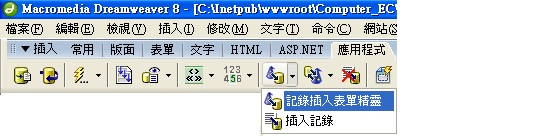 Macromedia Dreamweaver 8 - [C:\Inetpub\wwwroot\Computer_EC\
檔案(F) 編輯(E) 檢視(V) 插入(I) 修改(M) 文字(T) 命令(C) 網站(S)
▼插入 常用 版面 表單 文字 HTML ASP.NET 應用程式
123
456
記錄插入表單精靈
插入記錄